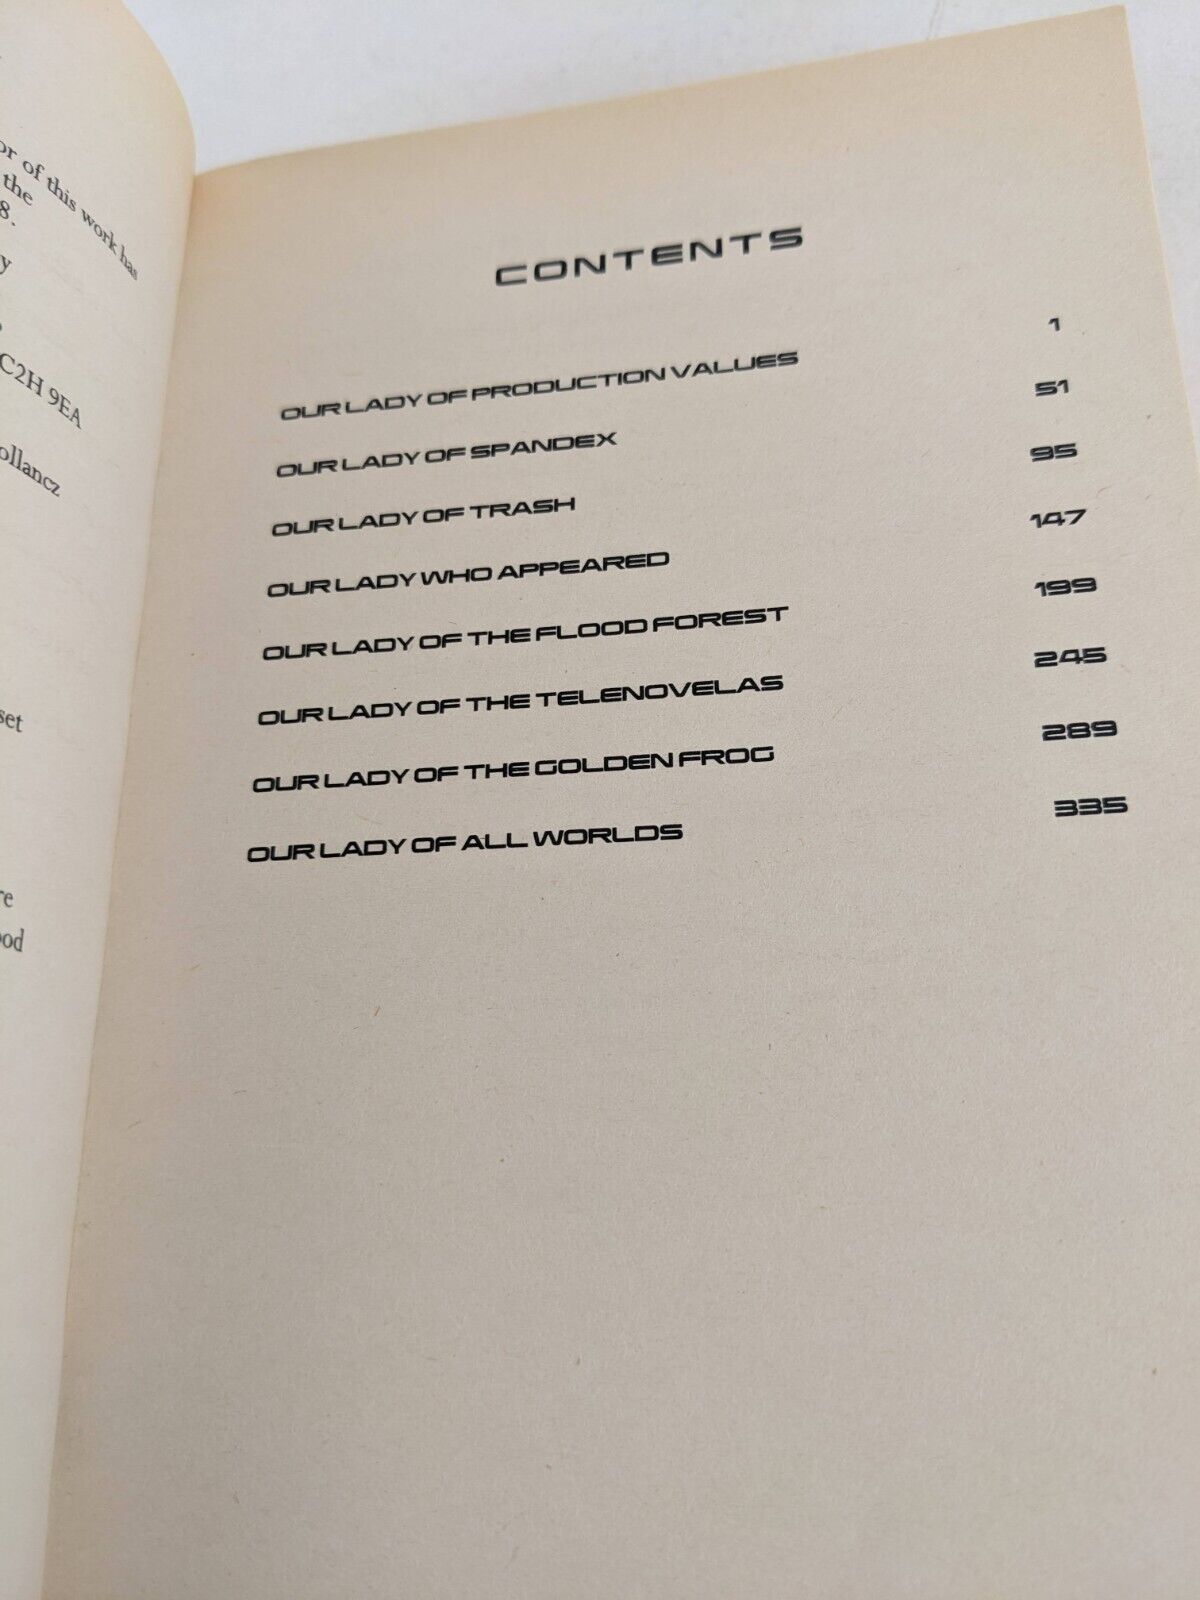 or of this work has
the
8.
y
C2H 9EA
ollancz
set
re
ood
CONTENTS
OUR LADY OF PRODUCTION VALUES 1
OUR LADY OF SPANDEX 51
OUR LADY OF TRASH 95
OUR LADY WHO APPEARED 147
OUR LADY OF THE FLOOD FOREST 199
OUR LADY OF THE TELENOVELAS 245
OUR LADY OF THE GOLDEN FROG 289
OUR LADY OF ALL WORLDS 335